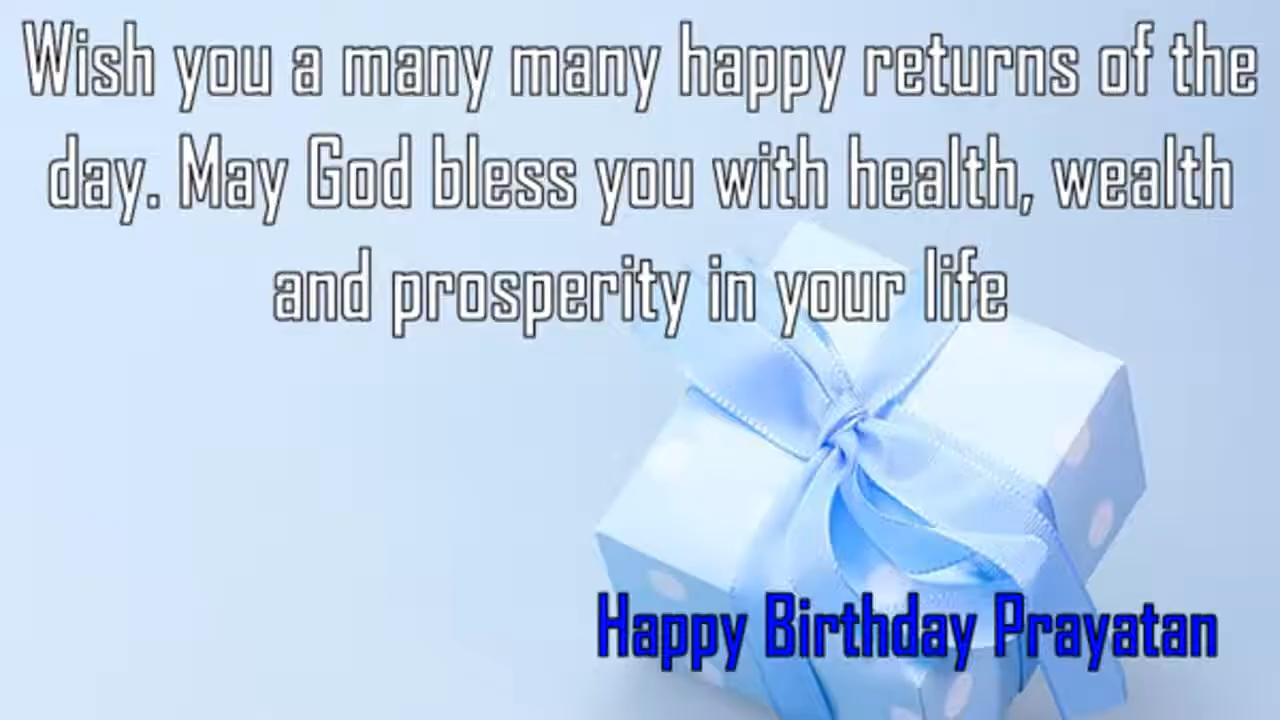 Wish you a many many happy returns of the
day. May God bless you with health, wealth
and prosperity in your life
Happy Birthday Prayatan